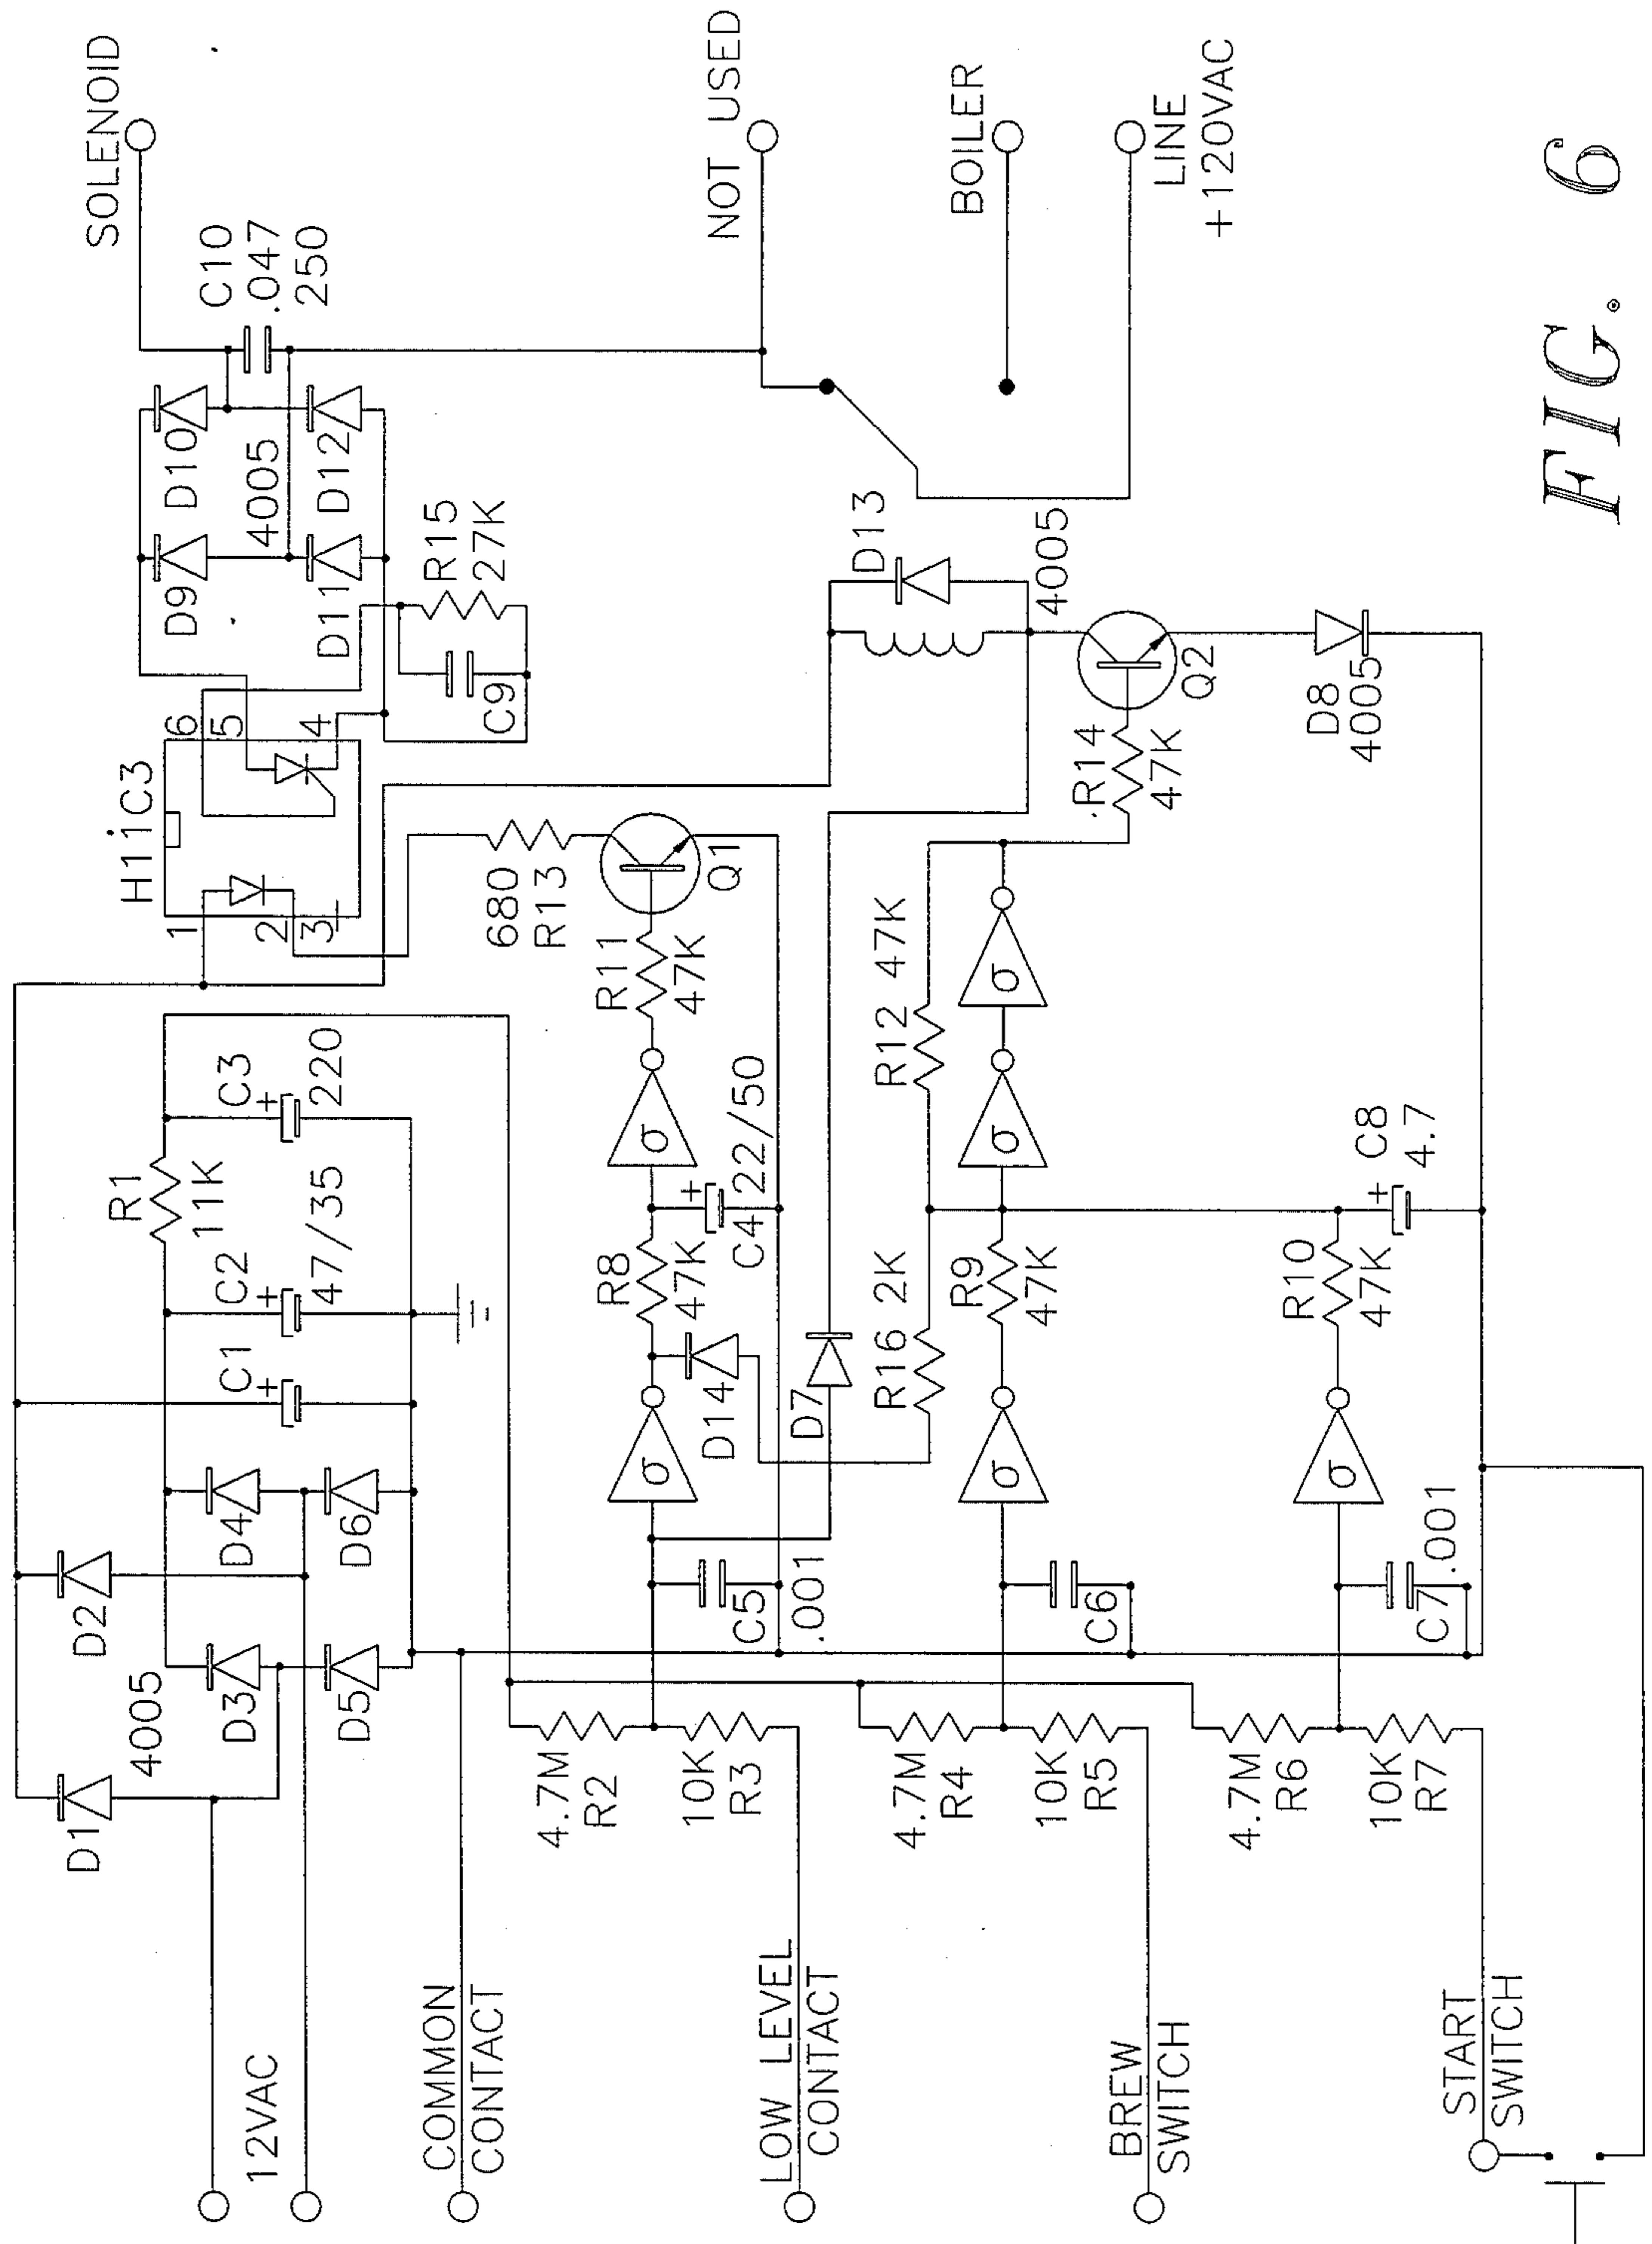 SOLENOID
C10
.047
250
NOT USED
BOILER
LINE
+120VAC
D10
4005
D12
D9
D11
R15
27K
C9
H11C3
6
5
4
1
2
3
D13
4005
Q2
R14
47K
D8
4005
680
R13
Q1
R11
47K
R12 47K
σ
σ
σ
C3
+
220
R1
11K
C2
+
47/35
C1
+
C4
+
22/50
R8
47K
D14
D7
R16 2K
R9
47K
R10
47K
C8
+
4.7
σ
σ
σ
D4
D6
D2
D3
D5
D1
4005
C5
.001
C6
C7
.001
4.7M
R2
10K
R3
4.7M
R4
10K
R5
4.7M
R6
10K
R7
12VAC
COMMON
CONTACT
LOW LEVEL
CONTACT
BREW
SWITCH
START
SWITCH
FIG. 6